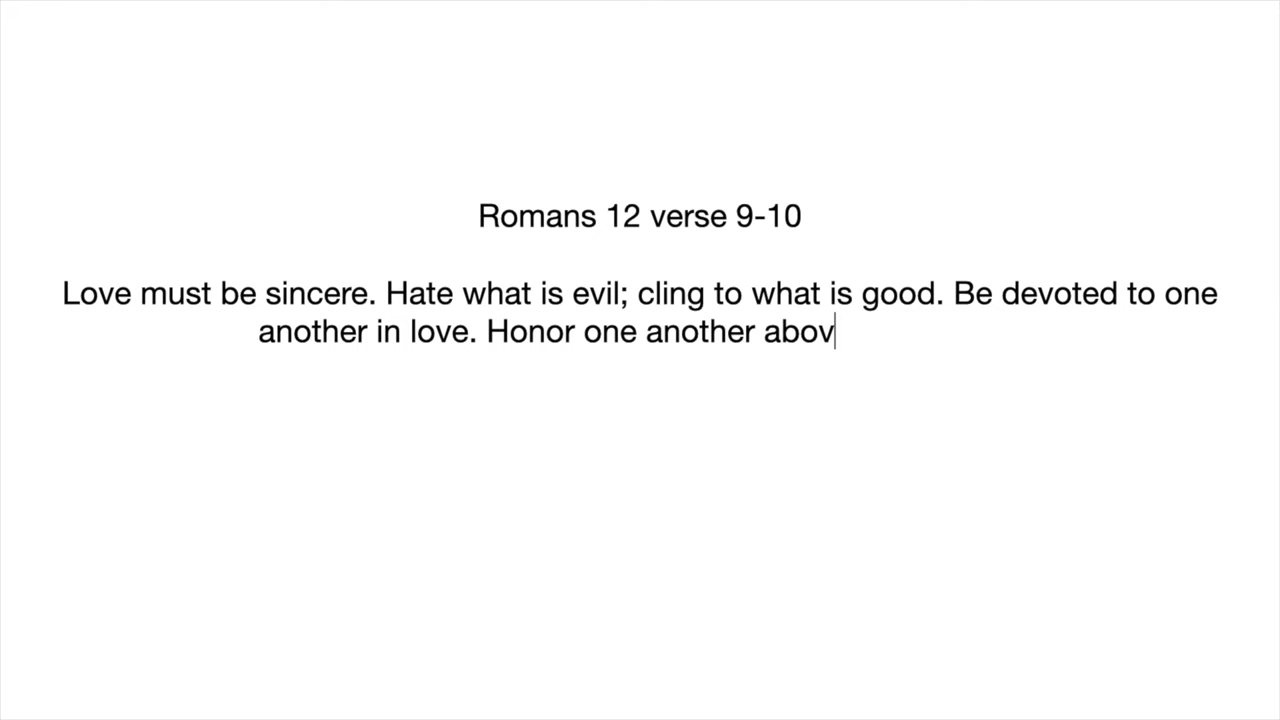 Romans 12 verse 9-10
Love must be sincere. Hate what is evil; cling to what is good. Be devoted to one
another in love. Honor one another abov